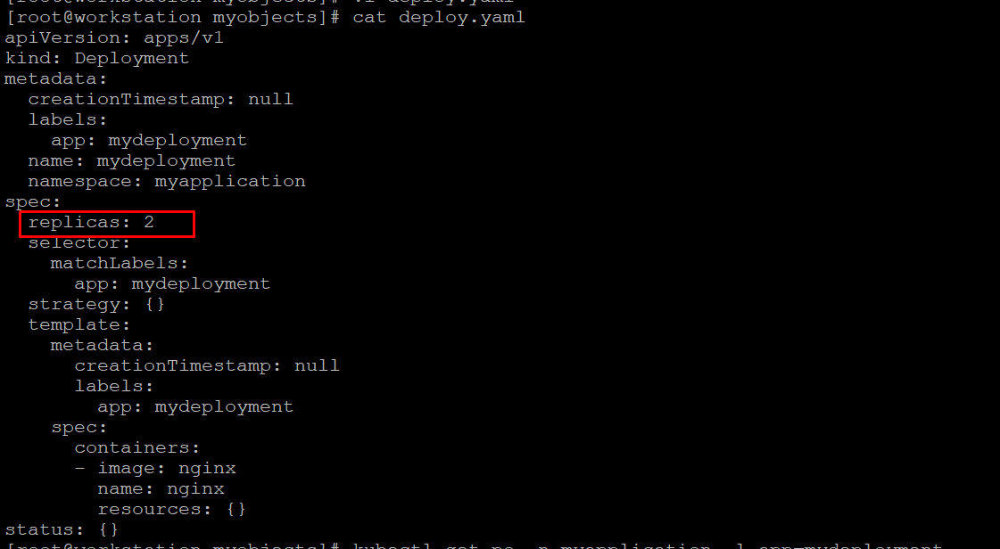 [root@workstation myobjects]# vi deploy.yaml
[root@workstation myobjects]# cat deploy.yaml
apiVersion: apps/v1
kind: Deployment
metadata:
  creationTimestamp: null
  labels:
    app: mydeployment
  name: mydeployment
  namespace: myapplication
spec:
  replicas: 2
  selector:
    matchLabels:
      app: mydeployment
  strategy: {}
  template:
    metadata:
      creationTimestamp: null
      labels:
        app: mydeployment
    spec:
      containers:
      - image: nginx
        name: nginx
        resources: {}
status: {}
[root@workstation myobjects]# kubectl get po -n myapplication -l app=mydeployment